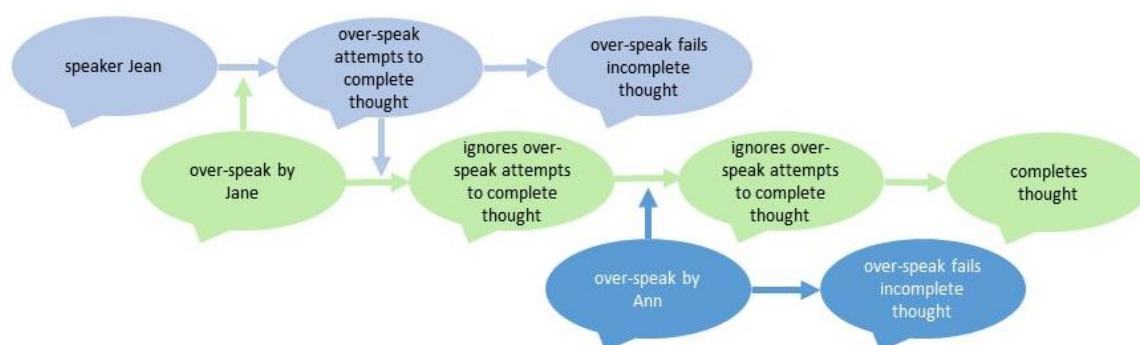 speaker Jean
over-speak
attempts to
complete
thought
over-speak fails
incomplete
thought
over-speak by
Jane
ignores over-
speak attempts
to complete
thought
ignores over-
speak attempts
to complete
thought
completes
thought
over-speak by
Ann
over-speak fails
incomplete
thought